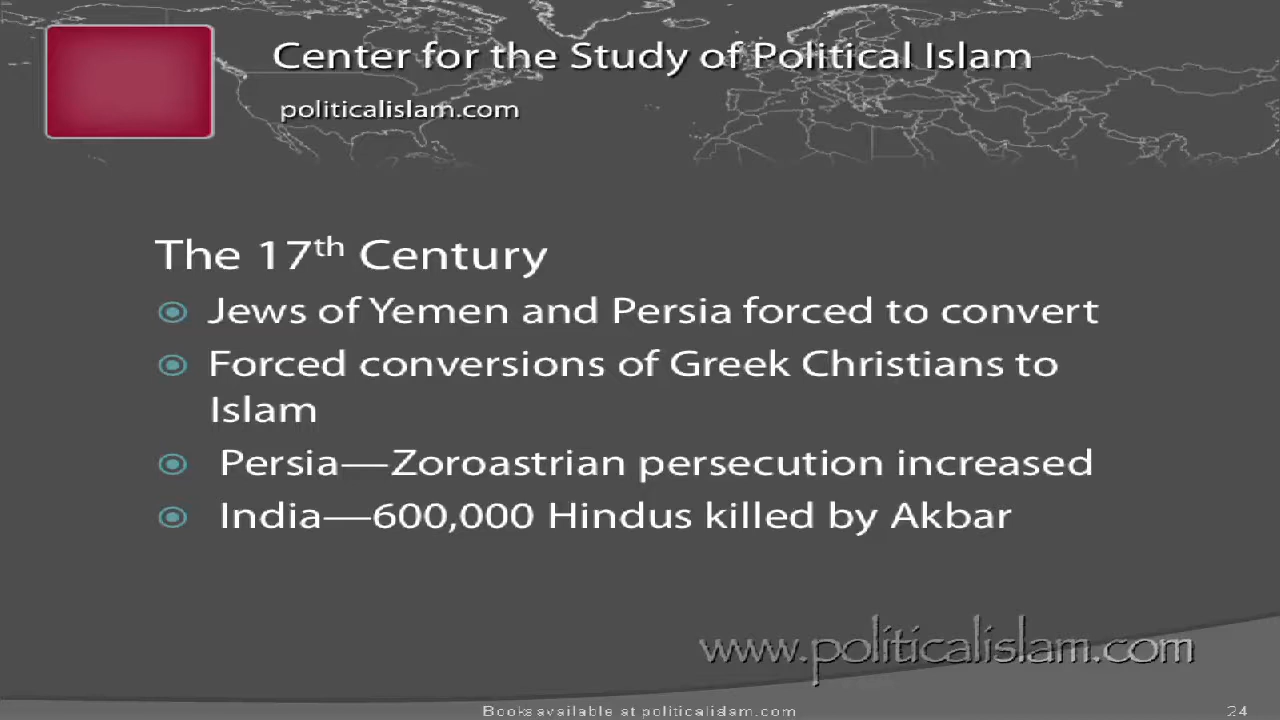 Center for the Study of Political Islam
politicalislam.com
The 17th Century
Jews of Yemen and Persia forced to convert
Forced conversions of Greek Christians to
Islam
Persia—Zoroastrian persecution increased
India—600,000 Hindus killed by Akbar
www.politicalislam.com
Books available at politicalislam.com
24